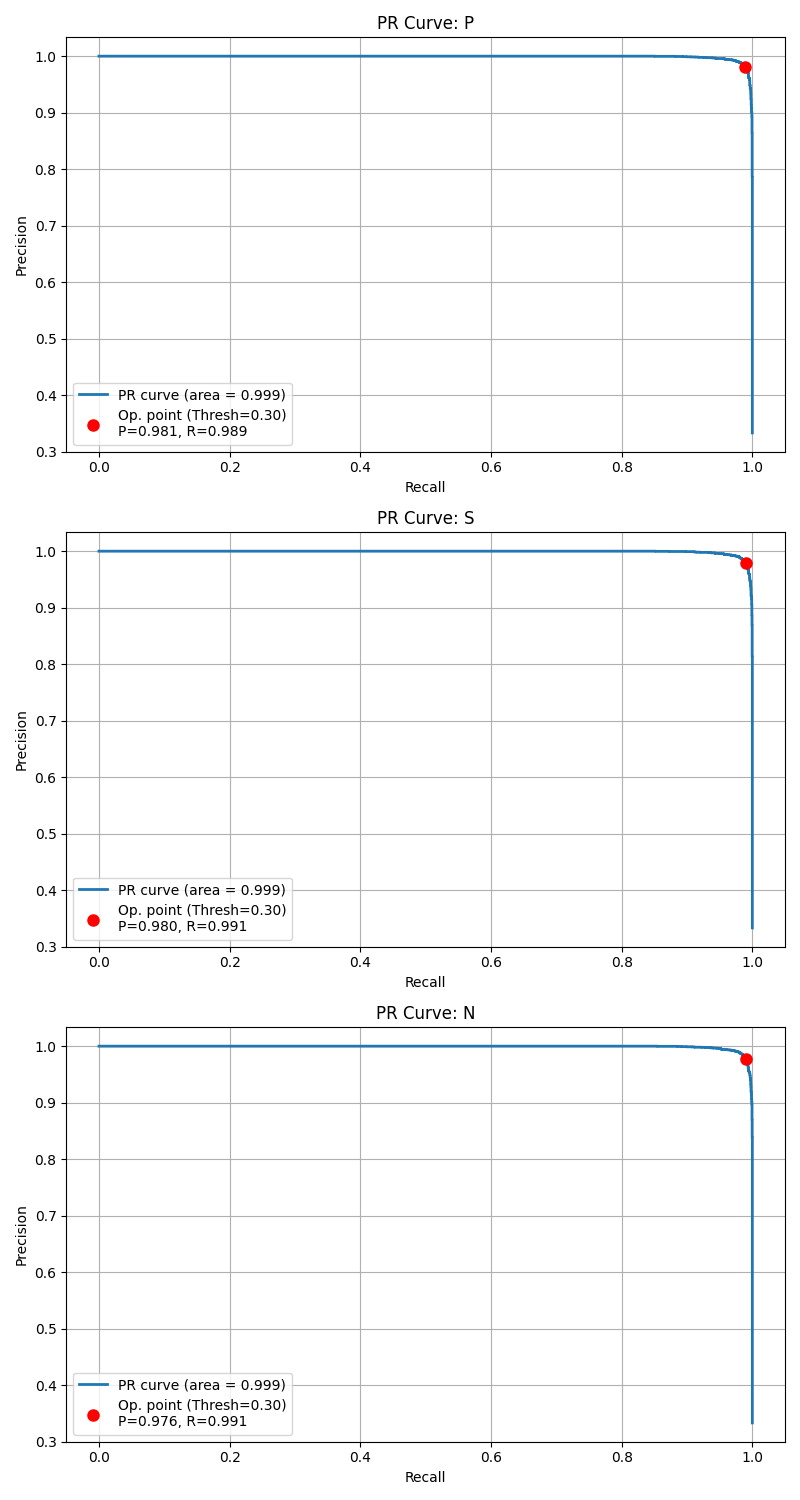 PR Curve: P
1.0
0.9
0.8
0.7
0.6
0.5
0.4
0.3
Precision
PR curve (area = 0.999)
Op. point (Thresh=0.30)
P=0.981, R=0.989
0.0 0.2 0.4 0.6 0.8 1.0
Recall
PR Curve: S
1.0
0.9
0.8
0.7
0.6
0.5
0.4
0.3
Precision
PR curve (area = 0.999)
Op. point (Thresh=0.30)
P=0.980, R=0.991
0.0 0.2 0.4 0.6 0.8 1.0
Recall
PR Curve: N
1.0
0.9
0.8
0.7
0.6
0.5
0.4
0.3
Precision
PR curve (area = 0.999)
Op. point (Thresh=0.30)
P=0.976, R=0.991
0.0 0.2 0.4 0.6 0.8 1.0
Recall